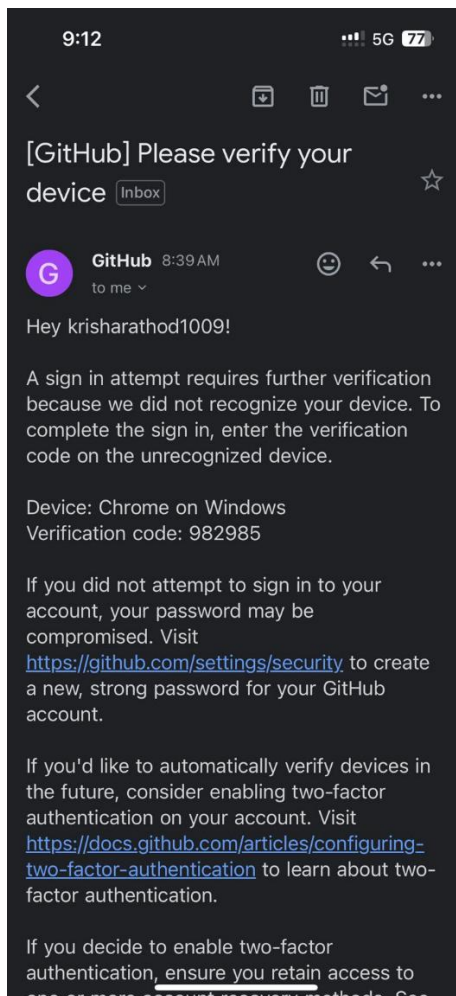 9:12 5G 77
[GitHub] Please verify your
device Inbox
G GitHub 8:39 AM
to me
Hey krisharathod1009!
A sign in attempt requires further verification
because we did not recognize your device. To
complete the sign in, enter the verification
code on the unrecognized device.
Device: Chrome on Windows
Verification code: 982985
If you did not attempt to sign in to your
account, your password may be
compromised. Visit
https://github.com/settings/security to create
a new, strong password for your GitHub
account.
If you'd like to automatically verify devices in
the future, consider enabling two-factor
authentication on your account. Visit
https://docs.github.com/articles/configuring-
two-factor-authentication to learn about two-
factor authentication.
If you decide to enable two-factor
authentication, ensure you retain access to